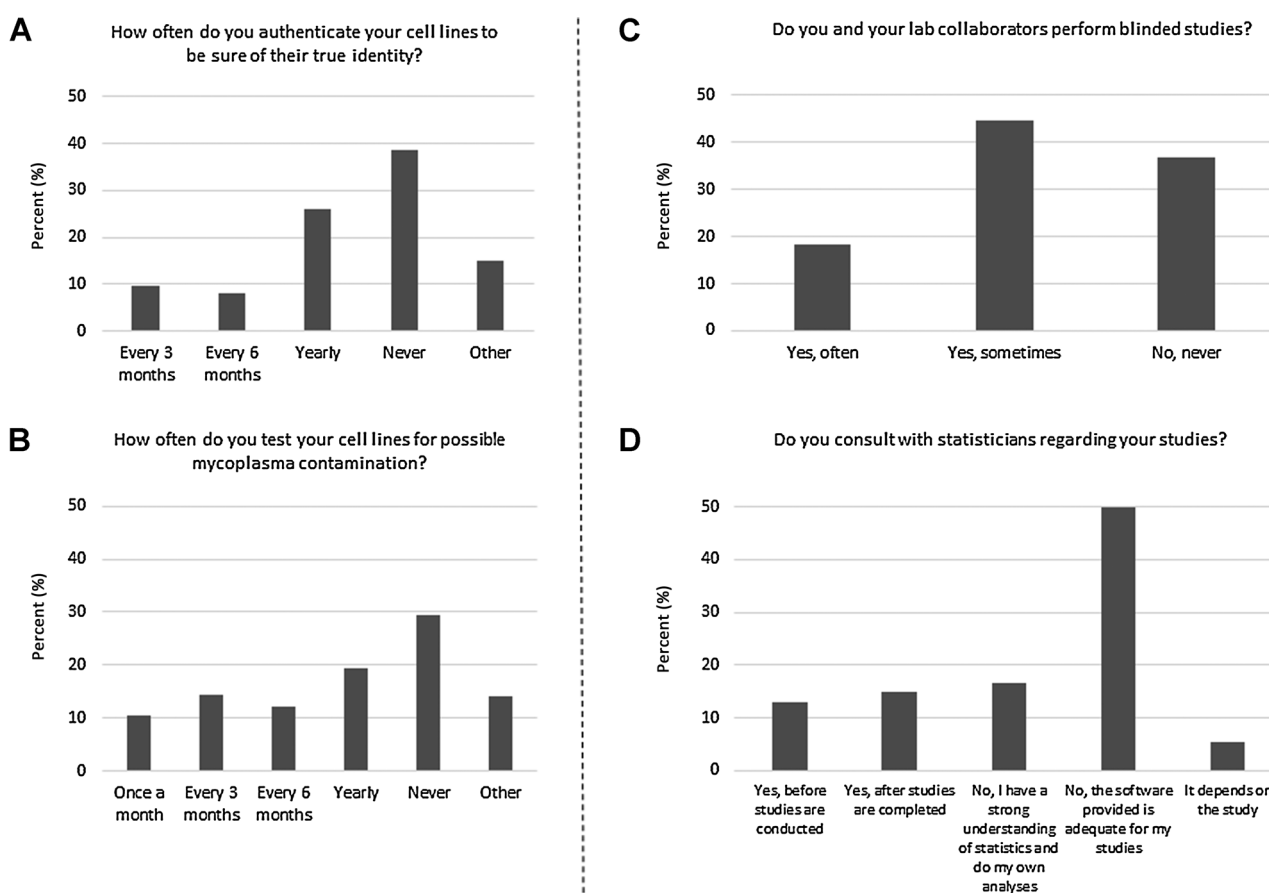 A
How often do you authenticate your cell lines to
be sure of their true identity?
50
40
30
20
10
0
Percent (%)
Every 3
months
Every 6
months
Yearly
Never
Other
B
How often do you test your cell lines for possible
mycoplasma contamination?
50
40
30
20
10
0
Percent (%)
Once a
month
Every 3
months
Every 6
months
Yearly
Never
Other
C
Do you and your lab collaborators perform blinded studies?
50
40
30
20
10
0
Percent (%)
Yes, often
Yes, sometimes
No, never
D
Do you consult with statisticians regarding your studies?
50
40
30
20
10
0
Percent (%)
Yes, before
studies are
conducted
Yes, after studies
are completed
No, I have a
strong
understanding
of statistics and
do my own
analyses
No, the software
provided is
adequate for my
studies
It depends on
the study